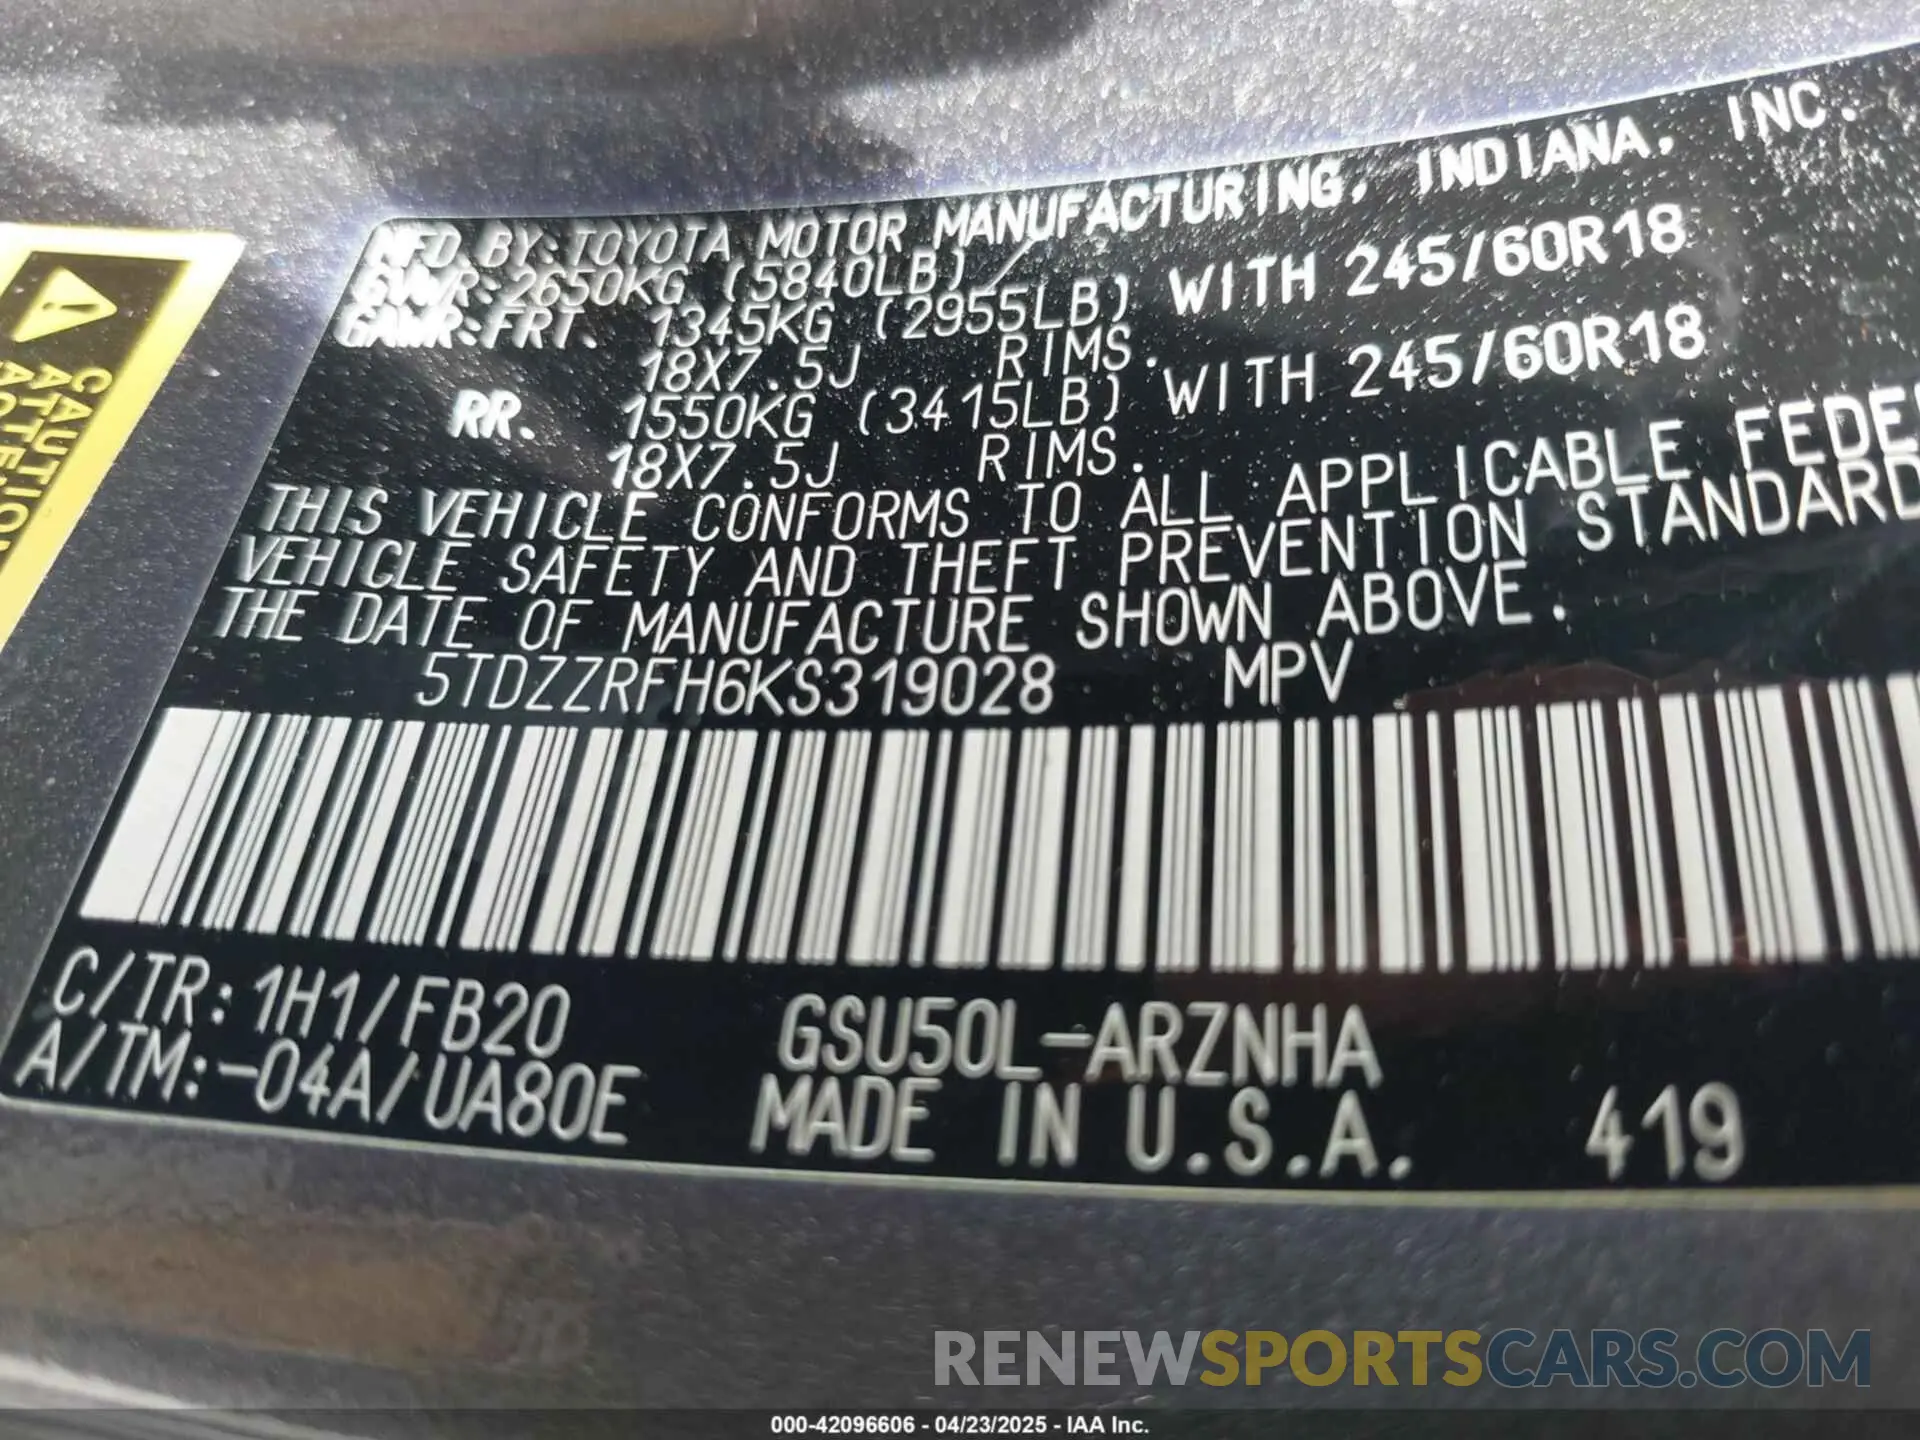 MFD. BY: TOYOTA MOTOR MANUFACTURING, INDIANA, INC.
GVWR: 2650KG (5840LB)
GAWR: FRT. 1345KG (2955LB) WITH 245/60R18
18X7.5J RIMS.
RR. 1550KG (3415LB) WITH 245/60R18
18X7.5J RIMS.
THIS VEHICLE CONFORMS TO ALL APPLICABLE FEDE
VEHICLE SAFETY AND THEFT PREVENTION STANDARD
THE DATE OF MANUFACTURE SHOWN ABOVE.
5TDZZRFH6KS319028 MPV
C/TR: 1H1/FB20 GSU50L-ARZNHA
A/TM: -04A/UA80E MADE IN U.S.A. 419
CAUTION
RENEWSPORTSCARS.COM
000-42096606 - 04/23/2025 - IAA Inc.